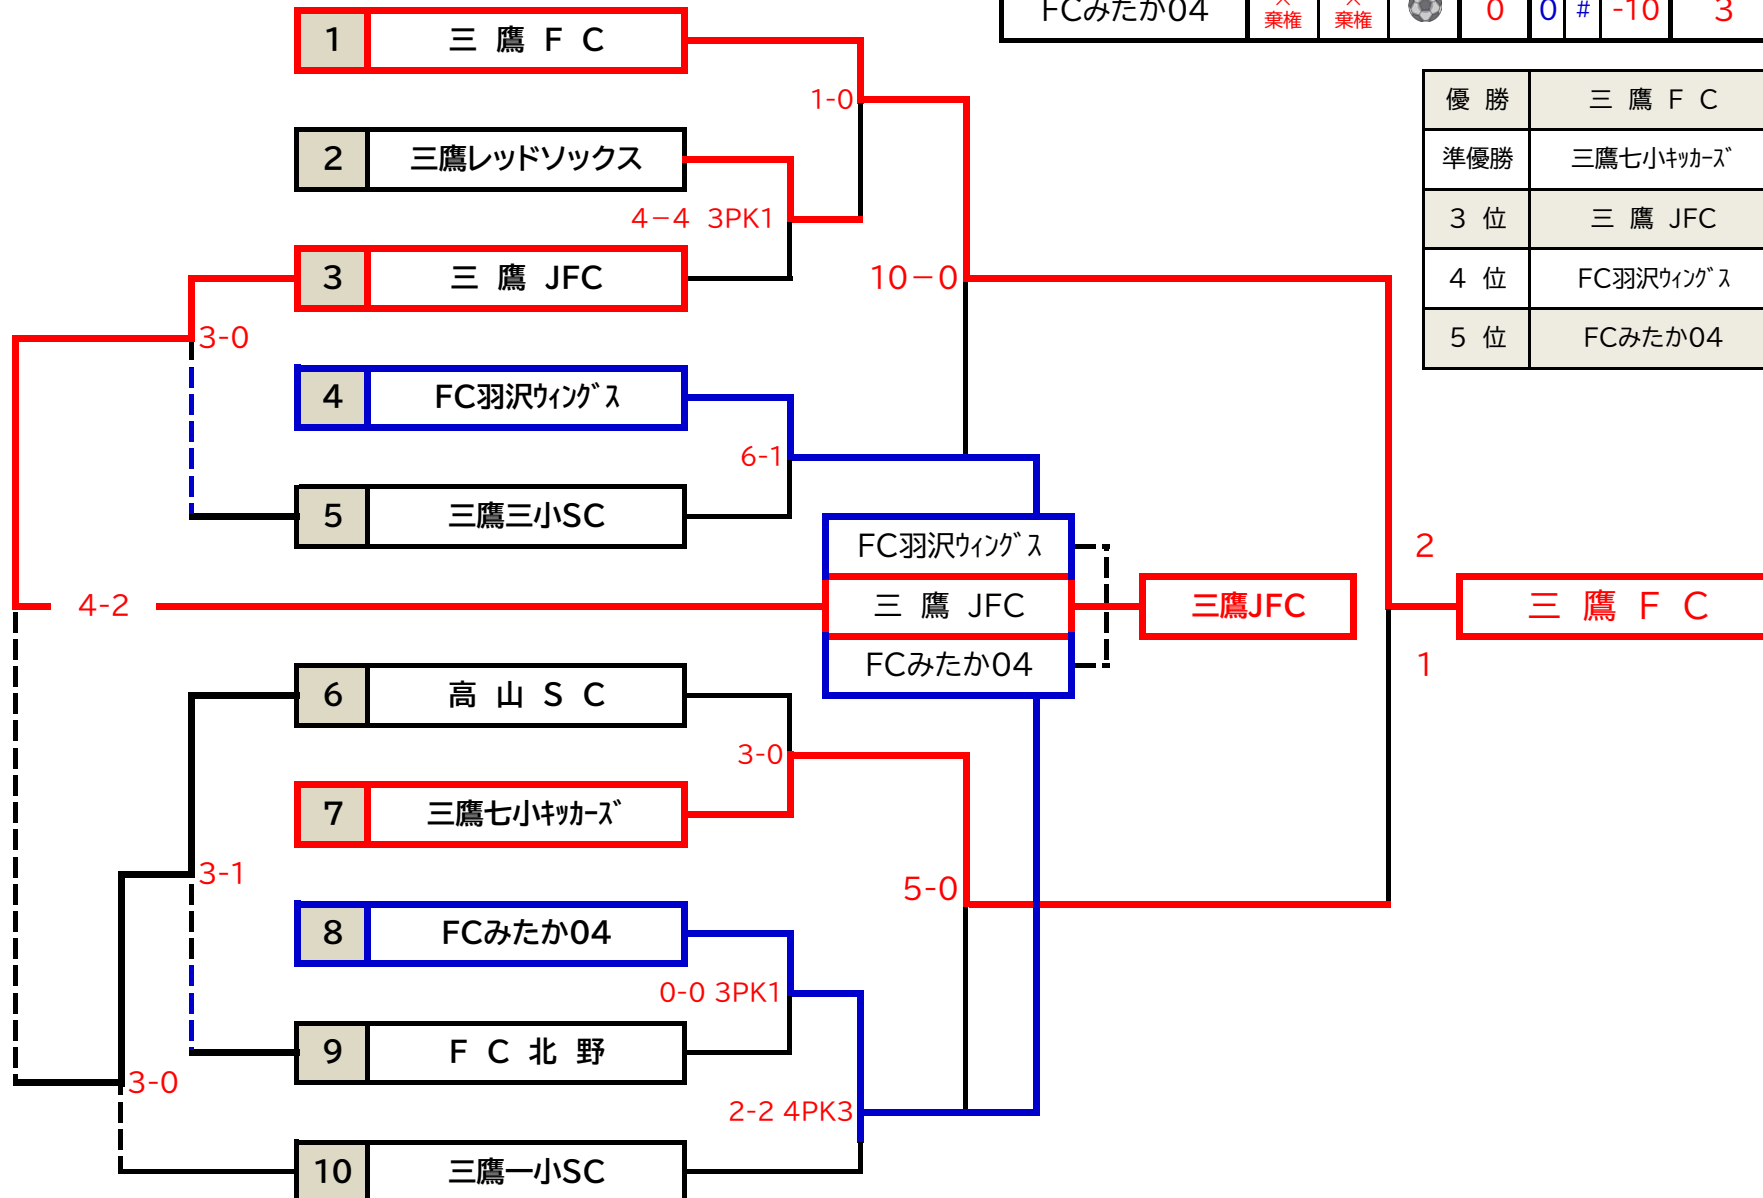 FCみたか04 × 棄権 × 棄権 0 0 # -10 3
1 三 鷹 F C
1-0
優 勝 三 鷹 F C
2 三鷹レッドソックス
準優勝 三鷹七小ｷｯｶｰｽﾞ
4−4 3PK1
3 位 三 鷹 JFC
3 三 鷹 JFC
10−0
4 位 FC羽沢ｳｨﾝｸﾞｽ
3-0
5 位 FCみたか04
4 FC羽沢ｳｨﾝｸﾞｽ
6-1
5 三鷹三小SC
FC羽沢ｳｨﾝｸﾞｽ
2
4-2
三 鷹 JFC
三鷹JFC
三 鷹 F C
FCみたか04
1
6 高 山 S C
3-0
7 三鷹七小ｷｯｶｰｽﾞ
3-1
5-0
8 FCみたか04
0-0 3PK1
9 F C 北 野
3-0
2-2 4PK3
10 三鷹一小SC